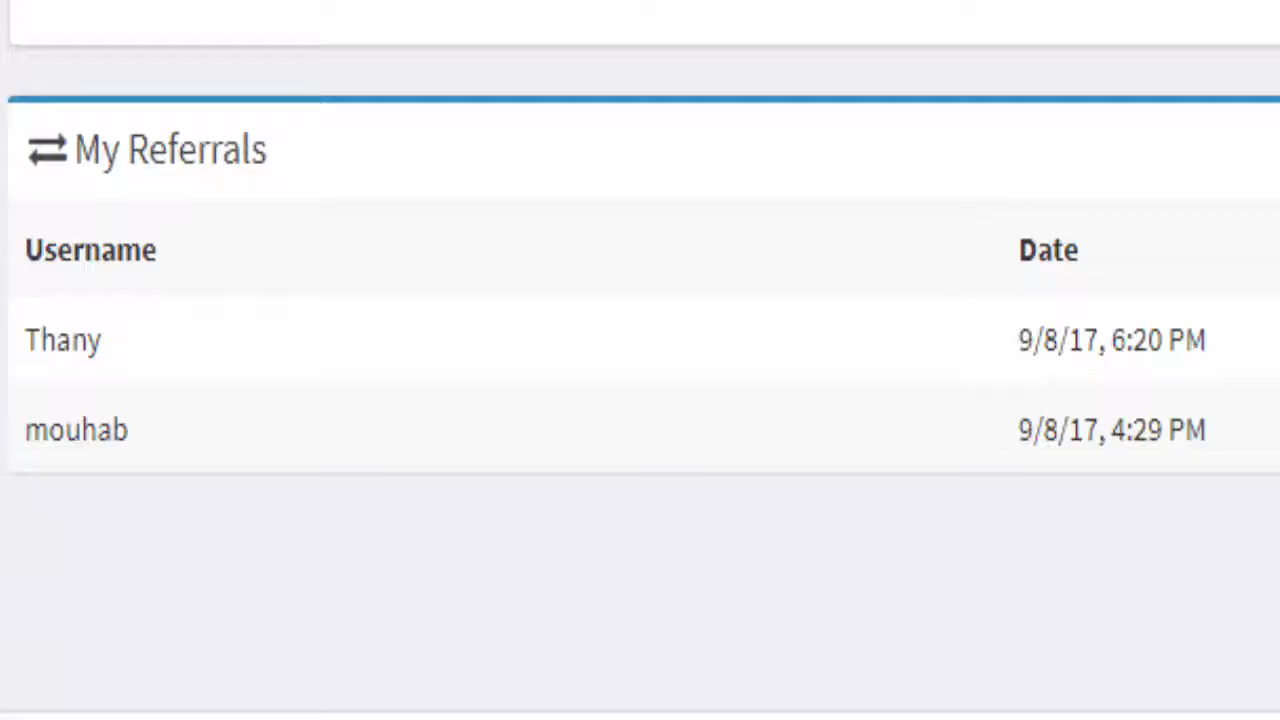 My Referrals
Username Date
Thany 9/8/17, 6:20 PM
mouhab 9/8/17, 4:29 PM